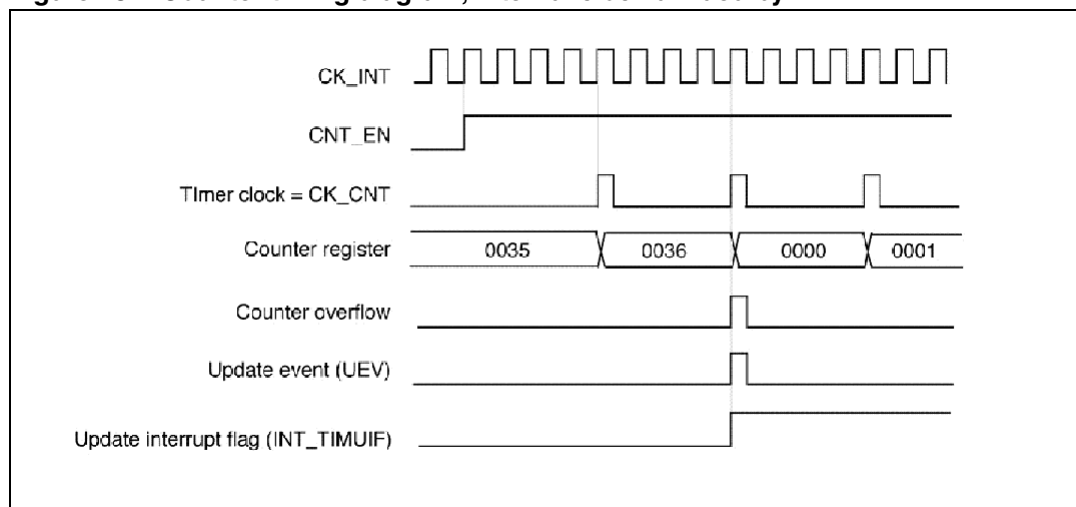 CK_INT
CNT_EN
TImer clock = CK_CNT
Counter register
0035 0036 0000 0001
Counter overflow
Update event (UEV)
Update interrupt flag (INT_TIMUIF)